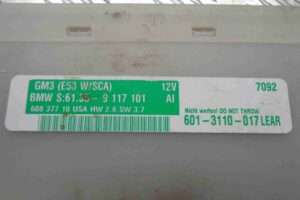 GM3 (E53 W/SCA) 12V
BMW S:61.35- 9 117 101 AI
608 377 10 USA HW 2.6 SW 3.7
7092
Nicht werfen! DO NOT THROW
601-3110-017 LEAR